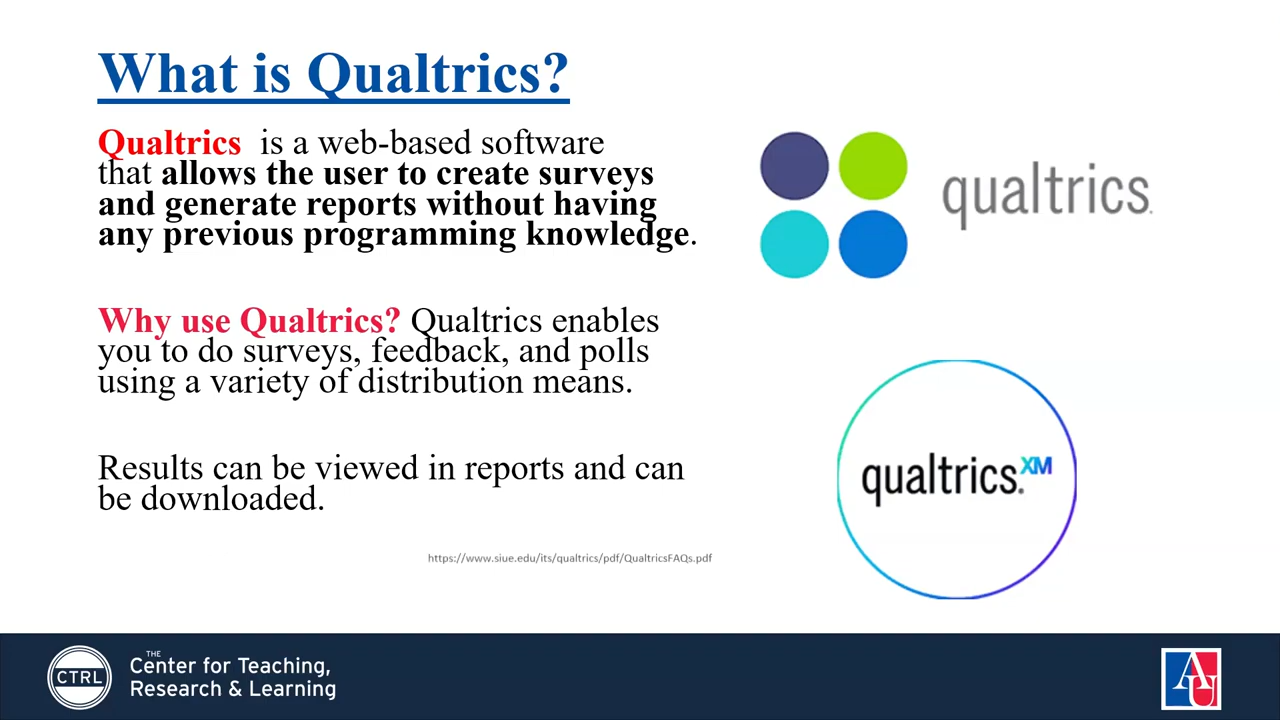 What is Qualtrics?
Qualtrics is a web-based software
that allows the user to create surveys
and generate reports without having
any previous programming knowledge.
Why use Qualtrics? Qualtrics enables
you to do surveys, feedback, and polls
using a variety of distribution means.
Results can be viewed in reports and can
be downloaded.
https://www.siue.edu/its/qualtrics/pdf/QualtricsFAQs.pdf
qualtrics.
qualtrics.XM
CTRL
THE
Center for Teaching,
Research & Learning
AU